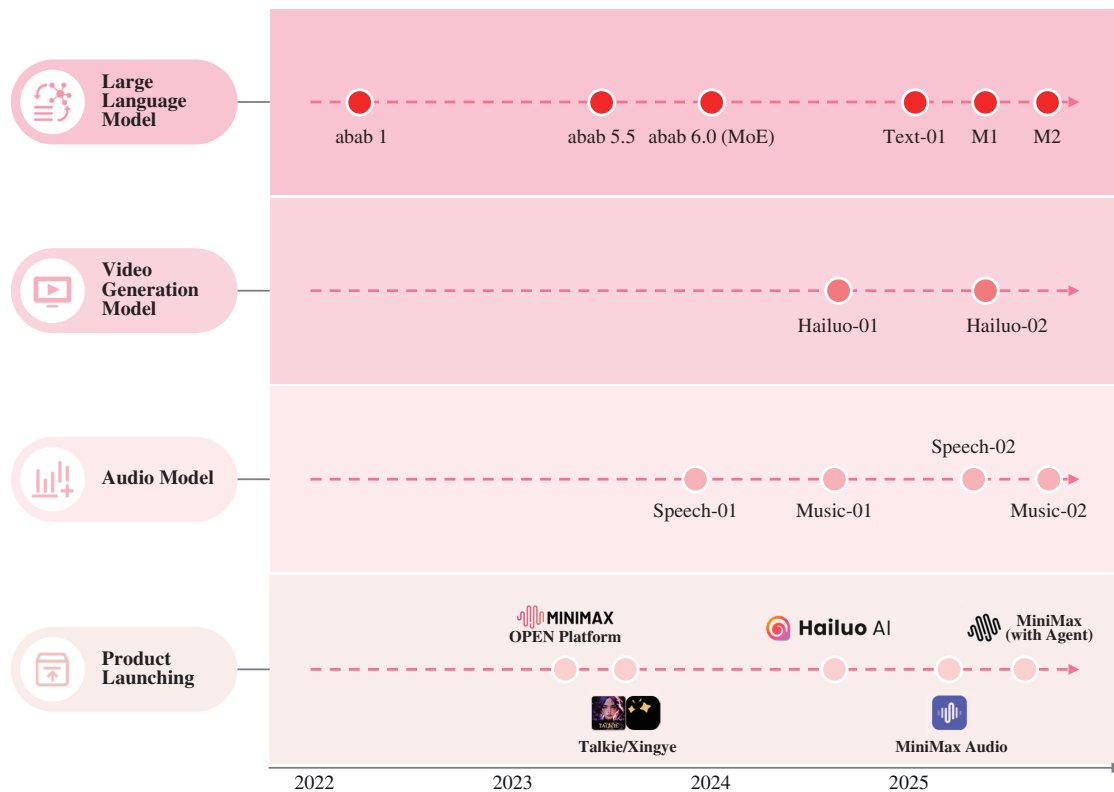 Large
Language
Model
abab 1
abab 5.5
abab 6.0 (MoE)
Text-01
M1
M2
Video
Generation
Model
Hailuo-01
Hailuo-02
Audio Model
Speech-01
Music-01
Speech-02
Music-02
Product
Launching
MINIMAX
OPEN Platform
TALKIE
Talkie/Xingye
Hailuo AI
MiniMax Audio
MiniMax
(with Agent)
2022
2023
2024
2025